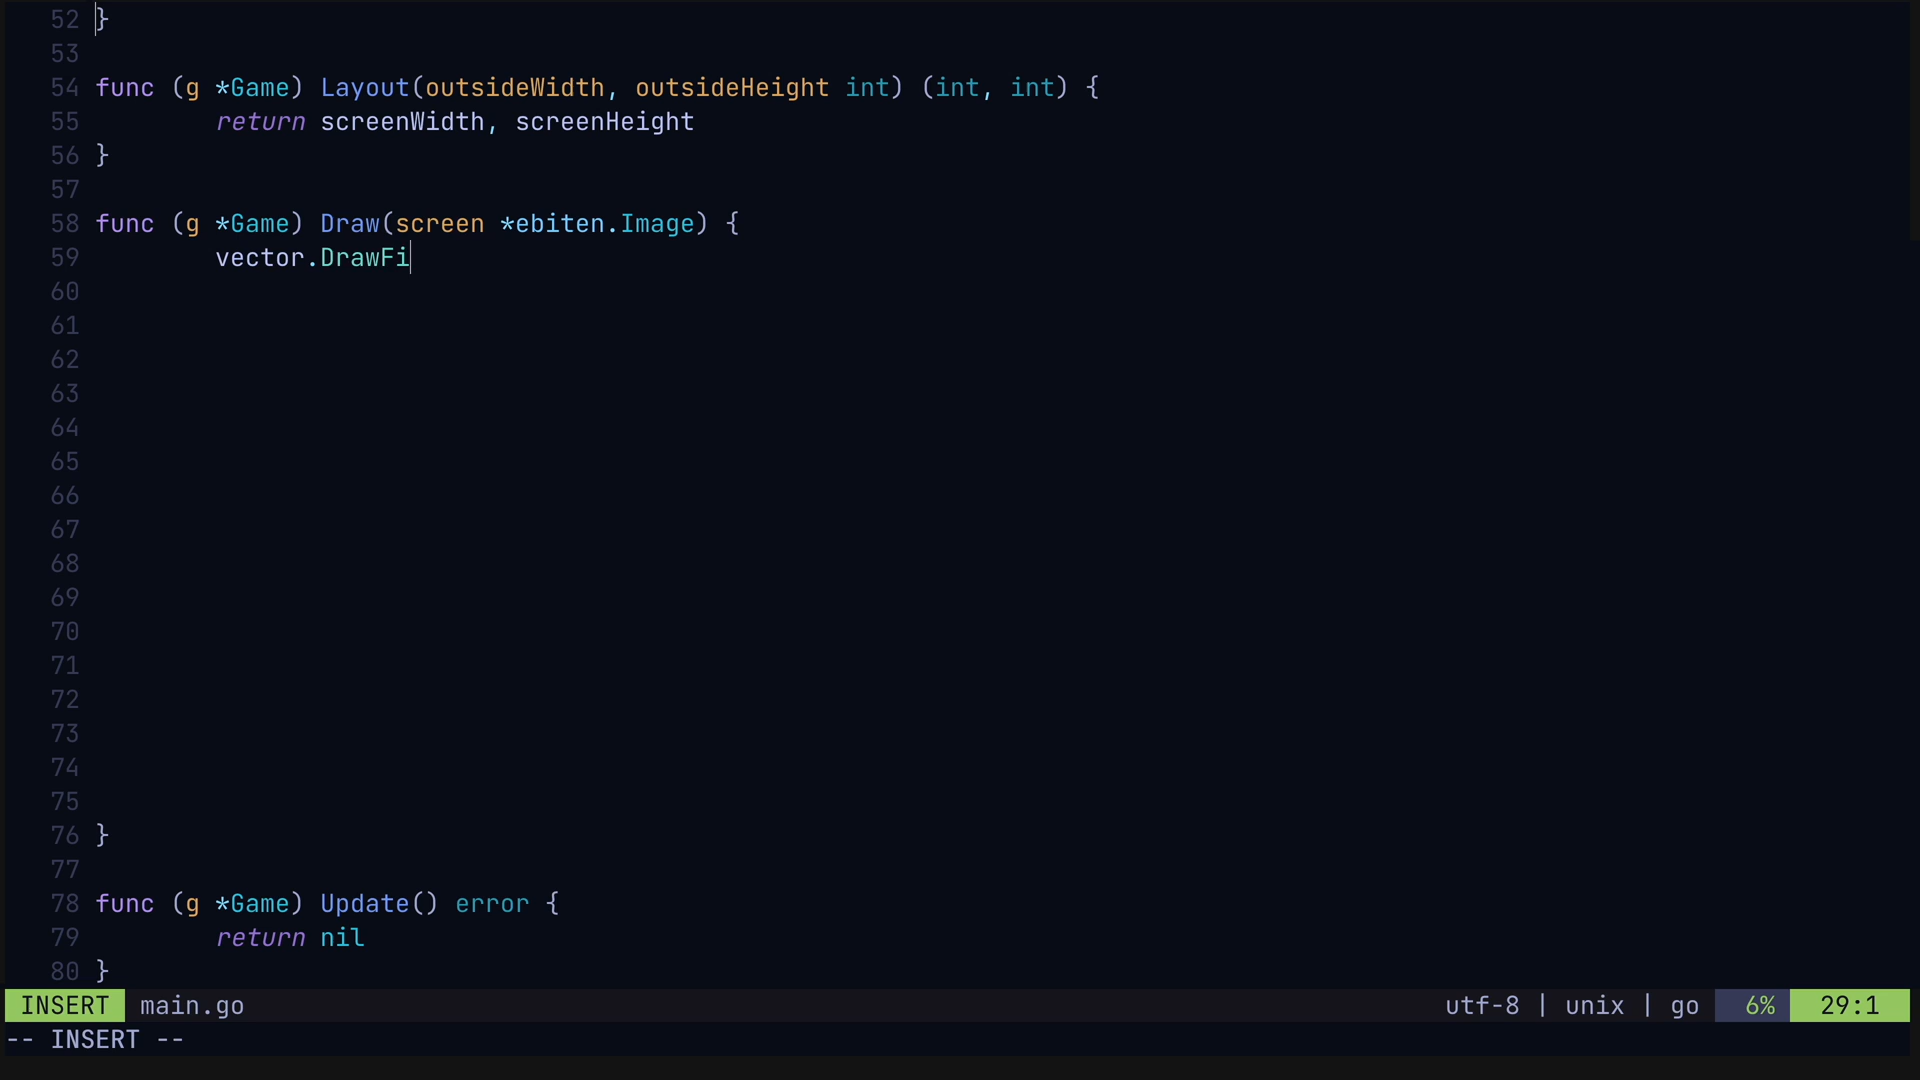 52 }
53
54 func (g *Game) Layout(outsideWidth, outsideHeight int) (int, int) {
55 return screenWidth, screenHeight
56 }
57
58 func (g *Game) Draw(screen *ebiten.Image) {
59 vector.DrawFi
60
61
62
63
64
65
66
67
68
69
70
71
72
73
74
75
76 }
77
78 func (g *Game) Update() error {
79 return nil
80 }
INSERT main.go utf-8 | unix | go 6% 29:1
-- INSERT --